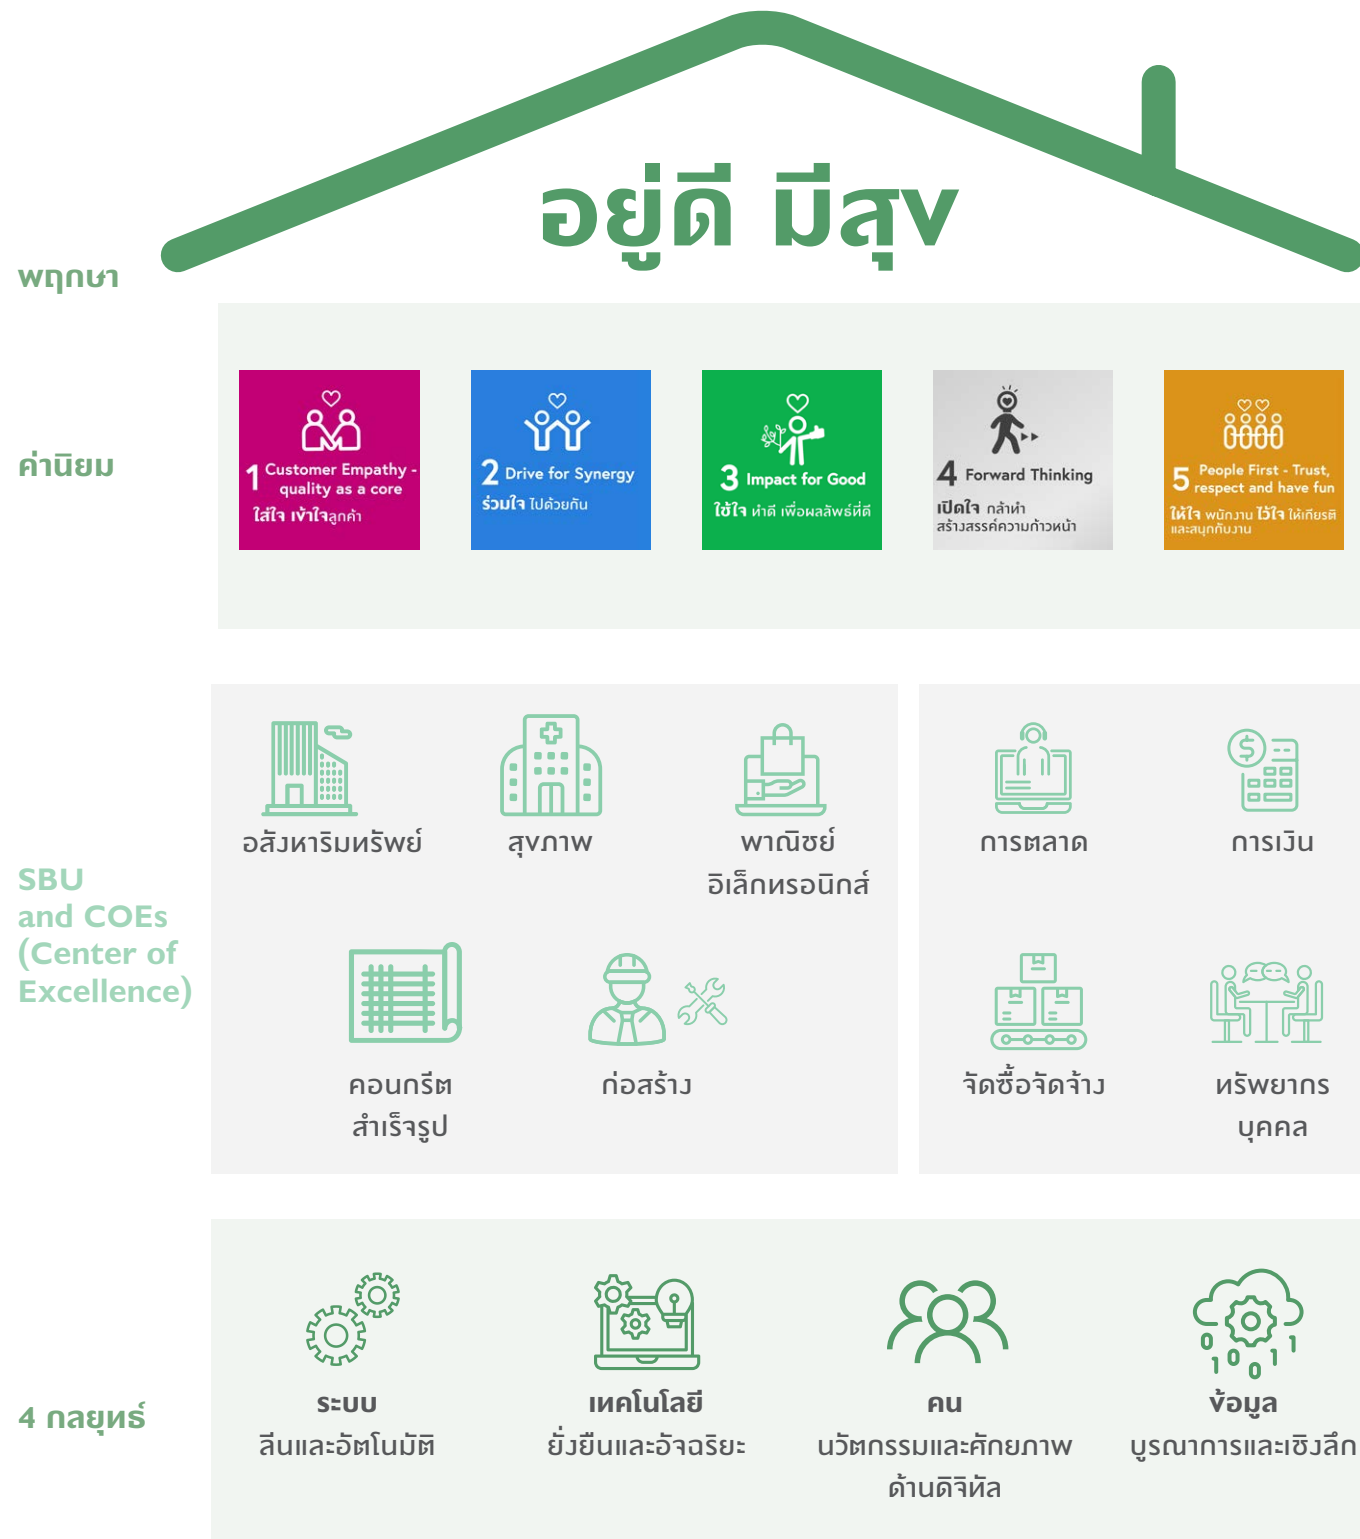 อยู่ดี มีสุข
พฤกษา
ค่านิยม
1 Customer Empathy -
quality as a core
ใส่ใจ เข้าใจลูกค้า
2 Drive for Synergy
ร่วมใจ ไปด้วยกัน
3 Impact for Good
ใช้ใจ ทำดี เพื่อผลลัพธ์ที่ดี
4 Forward Thinking
เปิดใจ กล้าทำ
สร้างสรรค์ความก้าวหน้า
5 People First - Trust,
respect and have fun
ให้ใจ พนักงาน ไว้ใจ ให้เกียรติ
และสนุกกับงาน
SBU
and COEs
(Center of
Excellence)
อสังหาริมทรัพย์
สุขภาพ
พาณิชย์
อิเล็กทรอนิกส์
การตลาด
การเงิน
คอนกรีต
สำเร็จรูป
ก่อสร้าง
จัดซื้อจัดจ้าง
ทรัพยากร
บุคคล
4 กลยุทธ์
ระบบ
ลีนและอัตโนมัติ
เทคโนโลยี
ยั่งยืนและอัจฉริยะ
คน
นวัตกรรมและศักยภาพ
ด้านดิจิทัล
ข้อมูล
บูรณาการและเชิงลึก
0 1 0 0 1 1